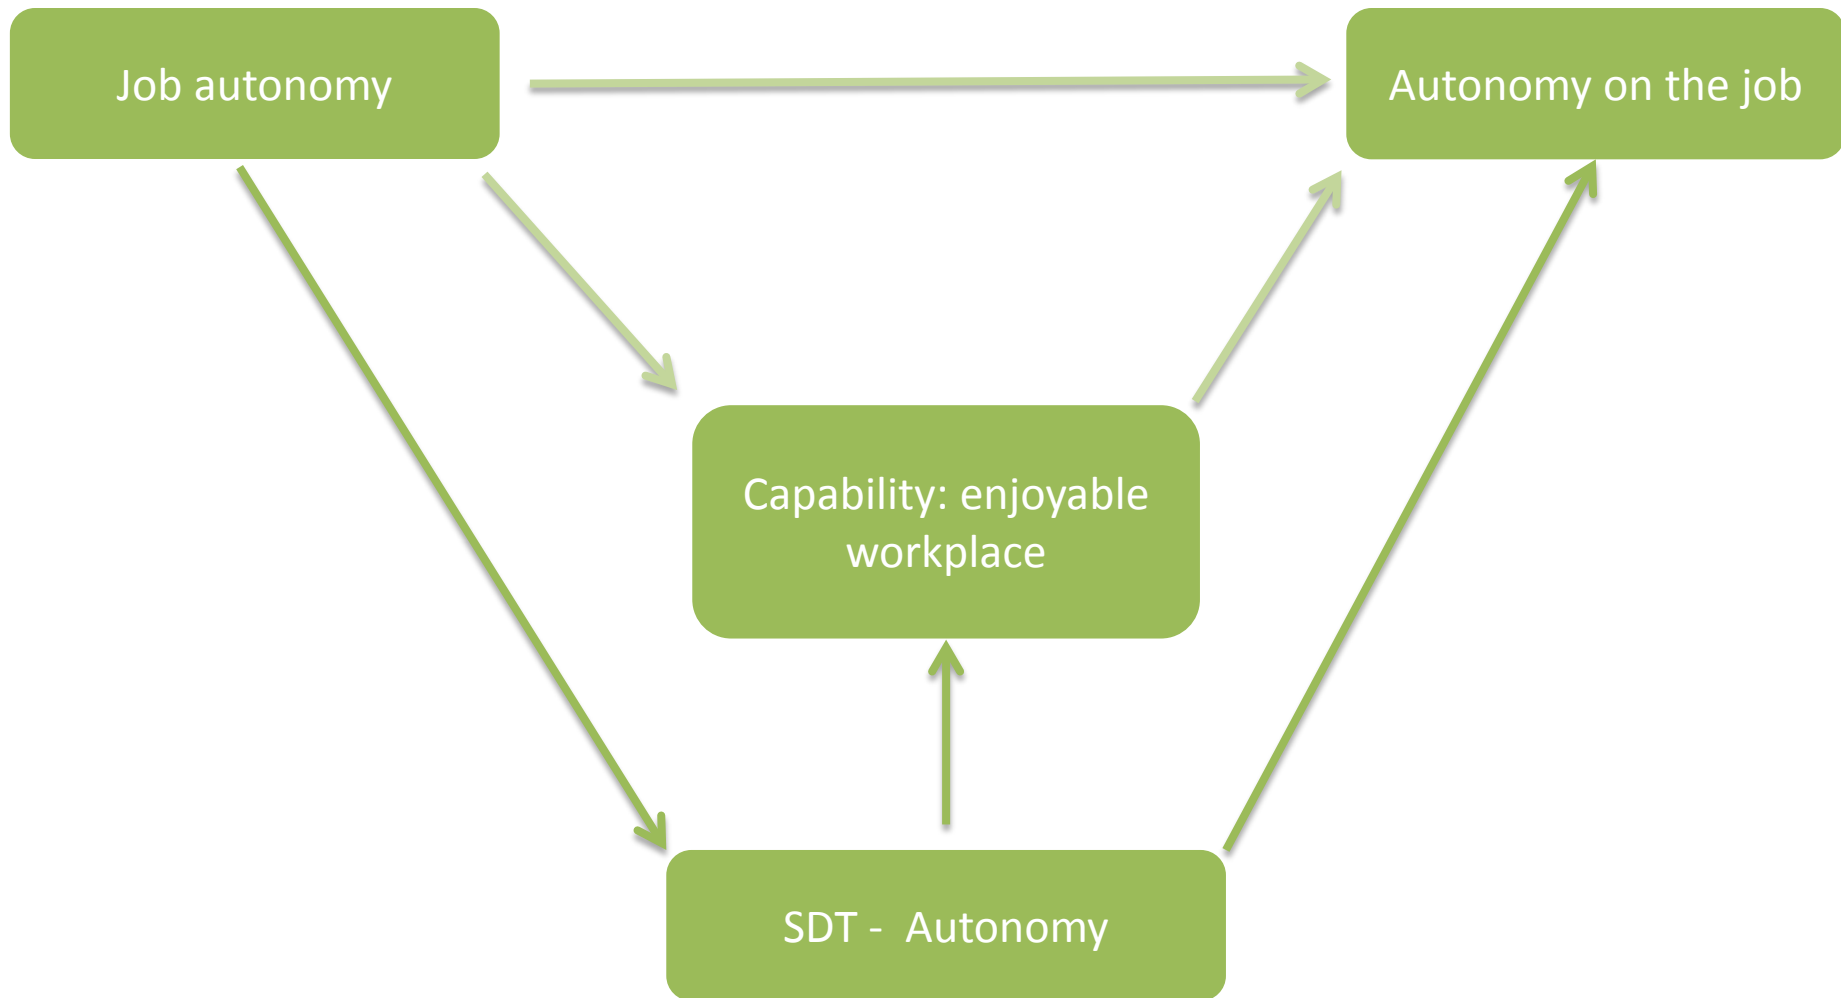 Job autonomy
Autonomy on the job
Capability: enjoyable
workplace
SDT -  Autonomy